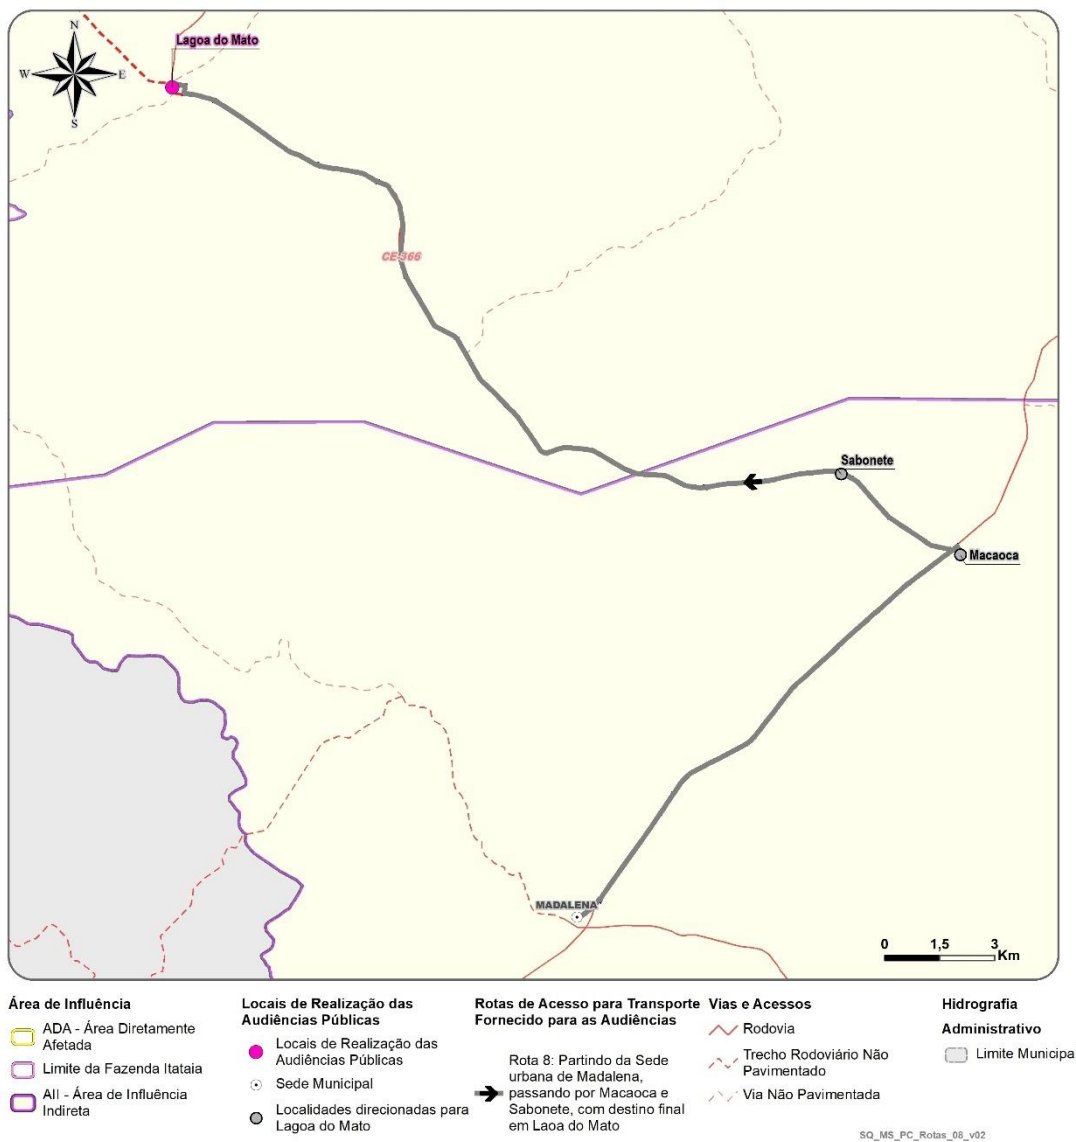 N
Lagoa do Mato
W
E
S
CE-366
Sabonete
Macaoca
MADALENA
0 1,5 3
Km
Área de Influência
ADA - Área Diretamente
Afetada
Limite da Fazenda Itataia
AII - Área de Influência
Indireta
Locais de Realização das
Audiências Públicas
Locais de Realização das
Audiências Públicas
Sede Municipal
Localidades direcionadas para
Lagoa do Mato
Rotas de Acesso para Transporte
Fornecido para as Audiências
Rota 8: Partindo da Sede
urbana de Madalena,
passando por Macaoca e
Sabonete, com destino final
em Laoa do Mato
Vias e Acessos
Rodovia
Trecho Rodoviário Não
Pavimentado
Via Não Pavimentada
Hidrografia
Administrativo
Limite Municipa
SQ_MS_PC_Rotas_08_v02